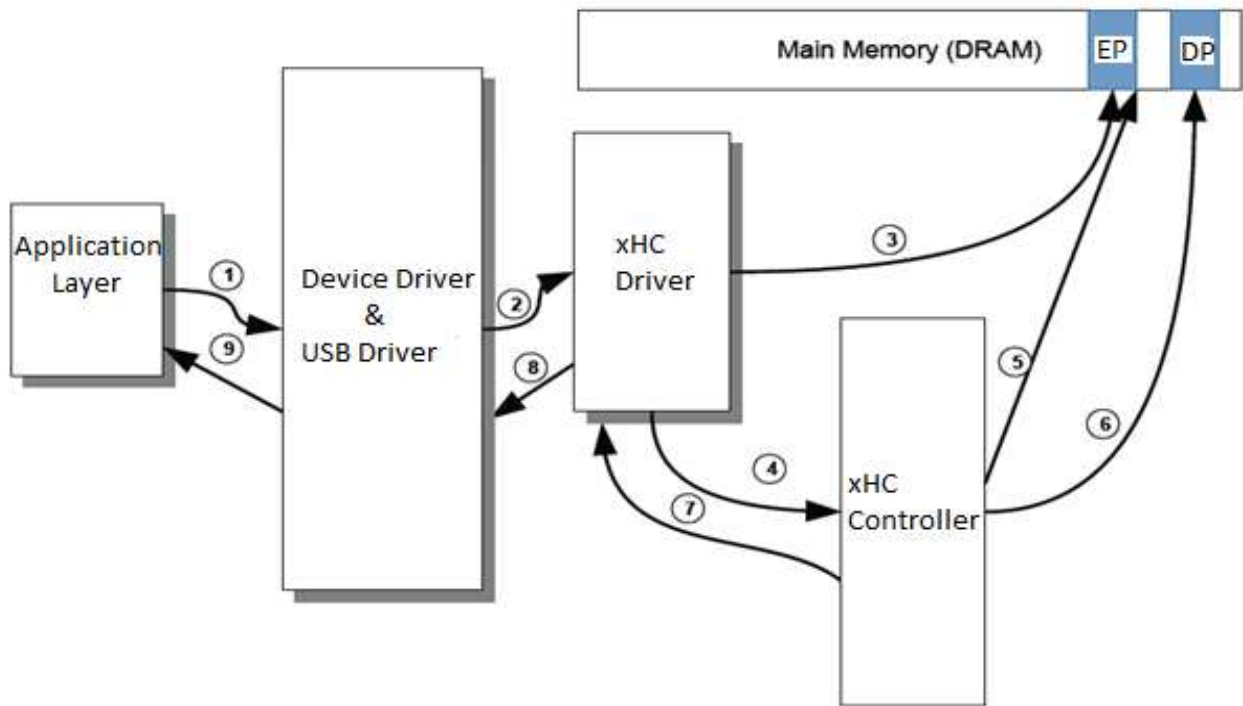 Main Memory (DRAM)
EP
DP
Application
Layer
1
9
Device Driver
&
USB Driver
2
8
xHC
Driver
3
4
7
xHC
Controller
5
6